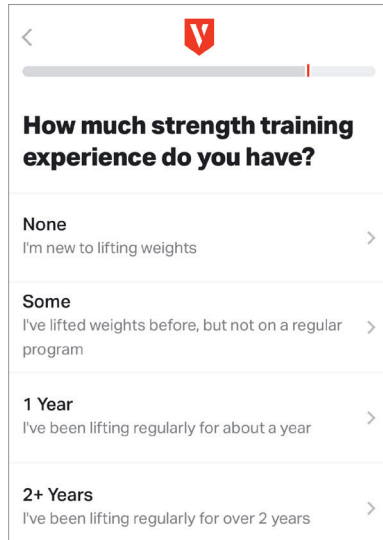 V
How much strength training
experience do you have?
None
I'm new to lifting weights
Some
I've lifted weights before, but not on a regular
program
1 Year
I've been lifting regularly for about a year
2+ Years
I've been lifting regularly for over 2 years